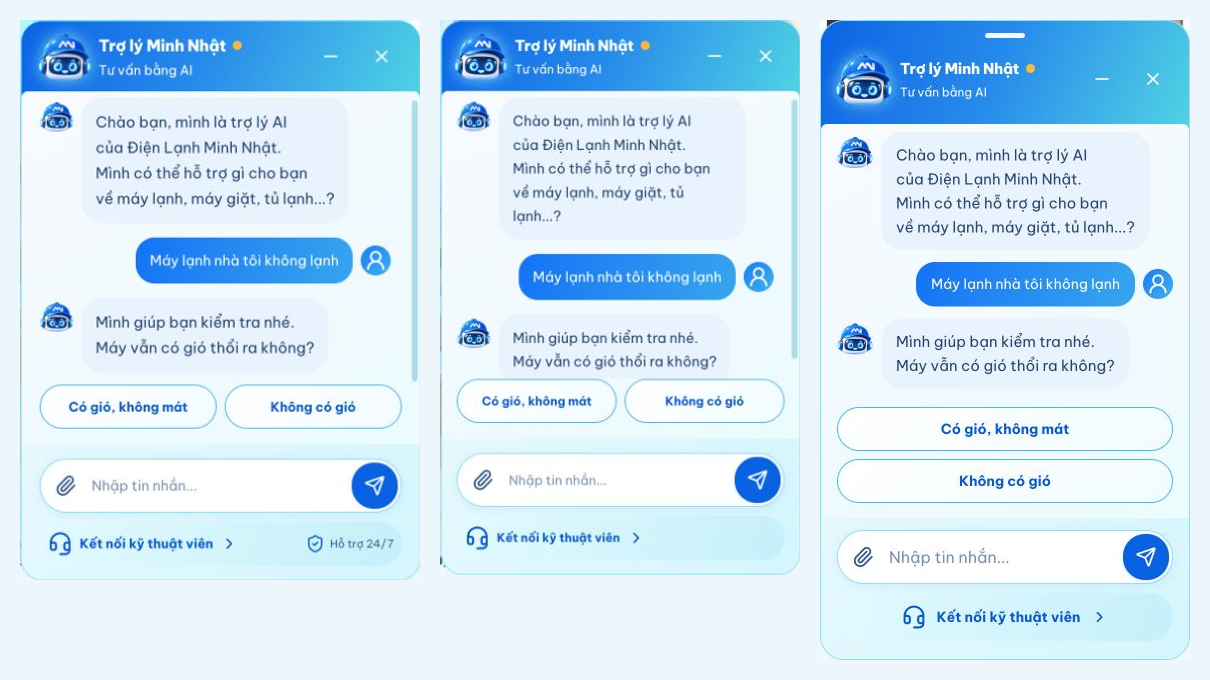 Trợ lý Minh Nhật
Tư vấn bằng AI
Chào bạn, mình là trợ lý AI
của Điện Lạnh Minh Nhật.
Mình có thể hỗ trợ gì cho bạn
về máy lạnh, máy giặt, tủ lạnh...?
Máy lạnh nhà tôi không lạnh
Mình giúp bạn kiểm tra nhé.
Máy vẫn có gió thổi ra không?
Có gió, không mát
Không có gió
Nhập tin nhắn...
Kết nối kỹ thuật viên
Hỗ trợ 24/7
Trợ lý Minh Nhật
Tư vấn bằng AI
Chào bạn, mình là trợ lý AI
của Điện Lạnh Minh Nhật.
Mình có thể hỗ trợ gì cho bạn
về máy lạnh, máy giặt, tủ
lạnh...?
Máy lạnh nhà tôi không lạnh
Mình giúp bạn kiểm tra nhé.
Máy vẫn có gió thổi ra không?
Có gió, không mát
Không có gió
Nhập tin nhắn...
Kết nối kỹ thuật viên
Trợ lý Minh Nhật
Tư vấn bằng AI
Chào bạn, mình là trợ lý AI
của Điện Lạnh Minh Nhật.
Mình có thể hỗ trợ gì cho bạn
về máy lạnh, máy giặt, tủ lạnh...?
Máy lạnh nhà tôi không lạnh
Mình giúp bạn kiểm tra nhé.
Máy vẫn có gió thổi ra không?
Có gió, không mát
Không có gió
Nhập tin nhắn...
Kết nối kỹ thuật viên